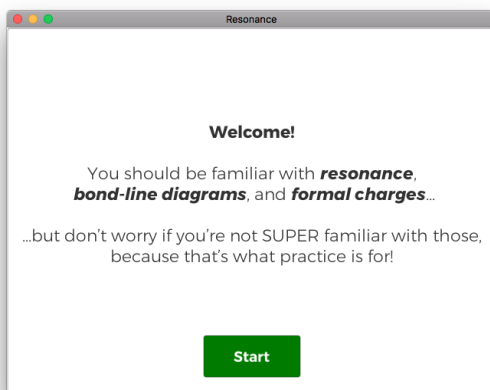 Resonance
Welcome!
You should be familiar with resonance,
bond-line diagrams, and formal charges...
...but don't worry if you're not SUPER familiar with those,
because that's what practice is for!
Start